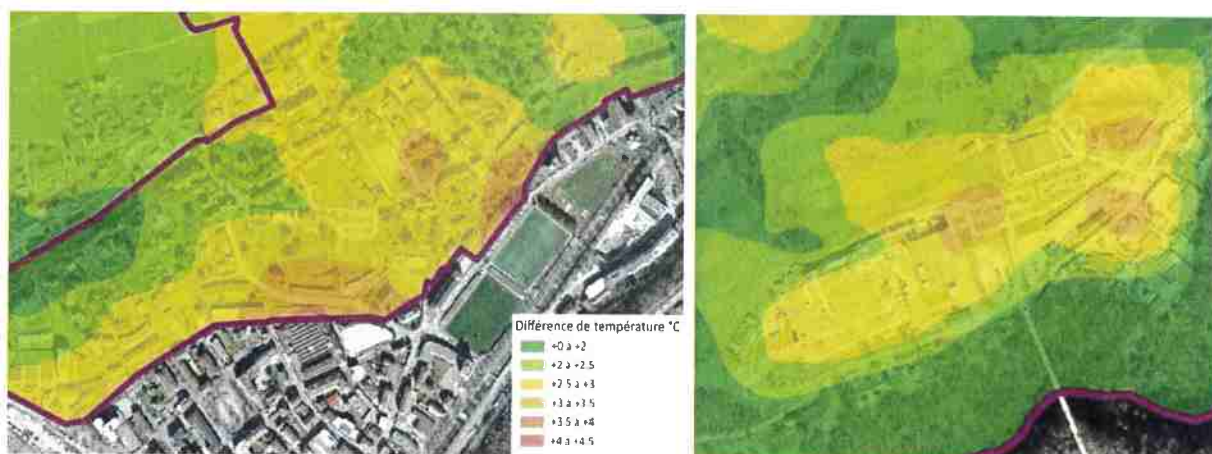 Différence de température °C
+0 à +2
+2 à +2.5
+2.5 à +3
+3 à +3.5
+3.5 à +4
+4 à +4.5